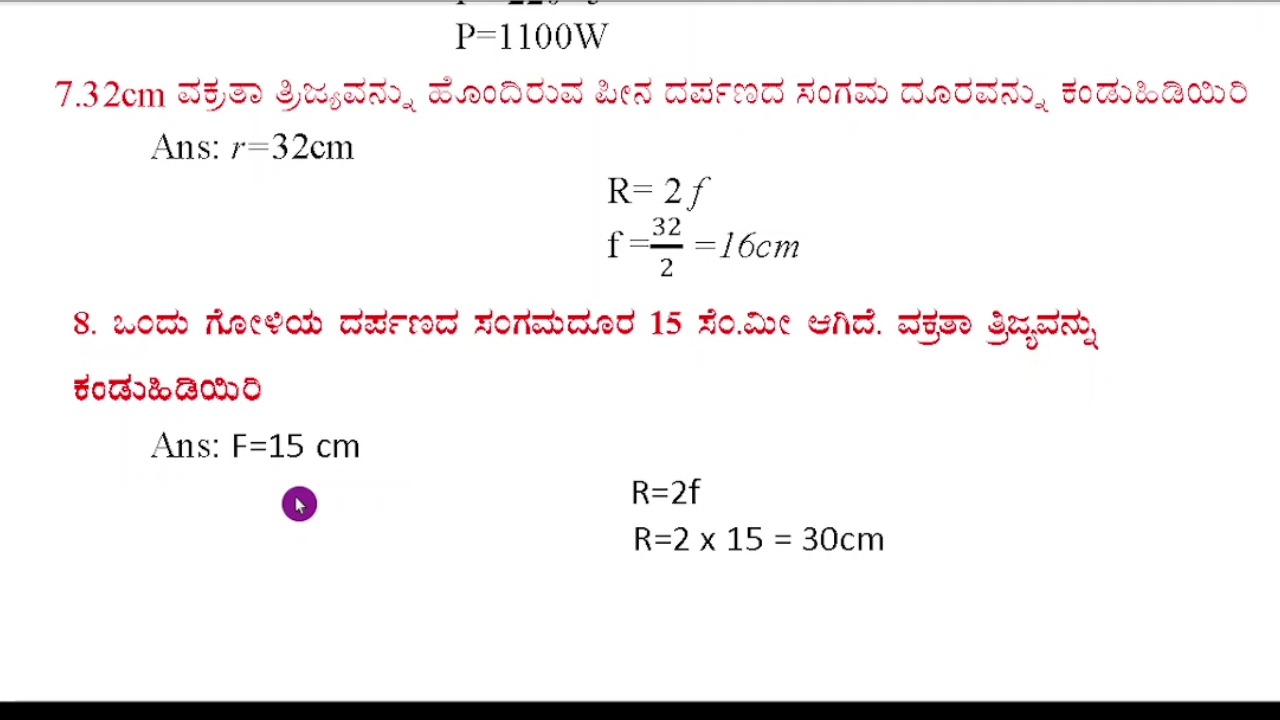 P=1100W
7.32cm ವಕ್ರತಾ ತ್ರಿಜ್ಯವನ್ನು ಹೊಂದಿರುವ ಪೀನ ದರ್ಪಣದ ಸಂಗಮ ದೂರವನ್ನು ಕಂಡುಹಿಡಿಯಿರಿ
Ans: r=32cm
R= 2f
f =32/2 =16cm
8. ಒಂದು ಗೋಳಿಯ ದರ್ಪಣದ ಸಂಗಮದೂರ 15 ಸೆಂ.ಮೀ ಆಗಿದೆ. ವಕ್ರತಾ ತ್ರಿಜ್ಯವನ್ನು
ಕಂಡುಹಿಡಿಯಿರಿ
Ans: F=15 cm
R=2f
R=2 x 15 = 30cm